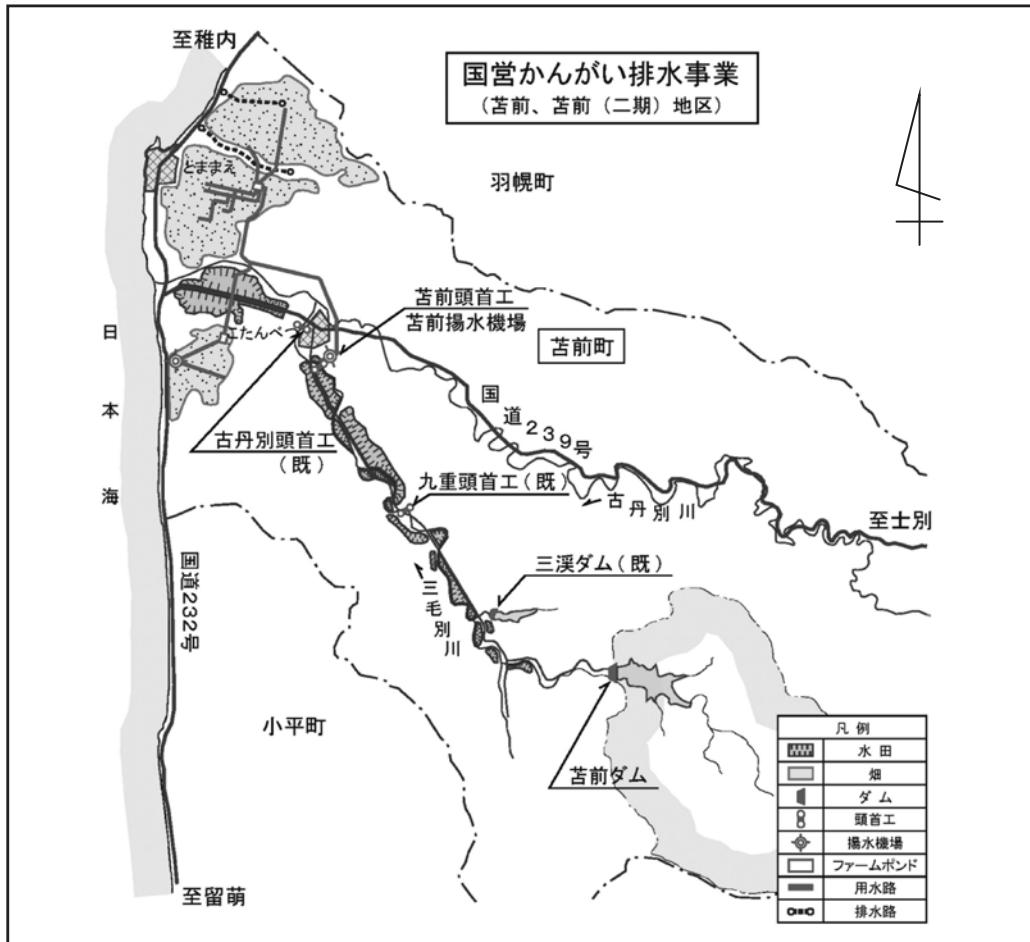 至稚内
国営かんがい排水事業
(苫前、苫前(二期)地区)
とままえ
羽幌町
苫前頭首工
苫前揚水機場
こたんべつ
苫前町
日本海
国道239号
古丹別頭首工
(既)
九重頭首工(既)
古丹別川
至士別
三渓ダム(既)
三毛別川
国道232号
小平町
苫前ダム
至留萌
凡例
水田
畑
ダム
頭首工
揚水機場
ファームポンド
用水路
排水路